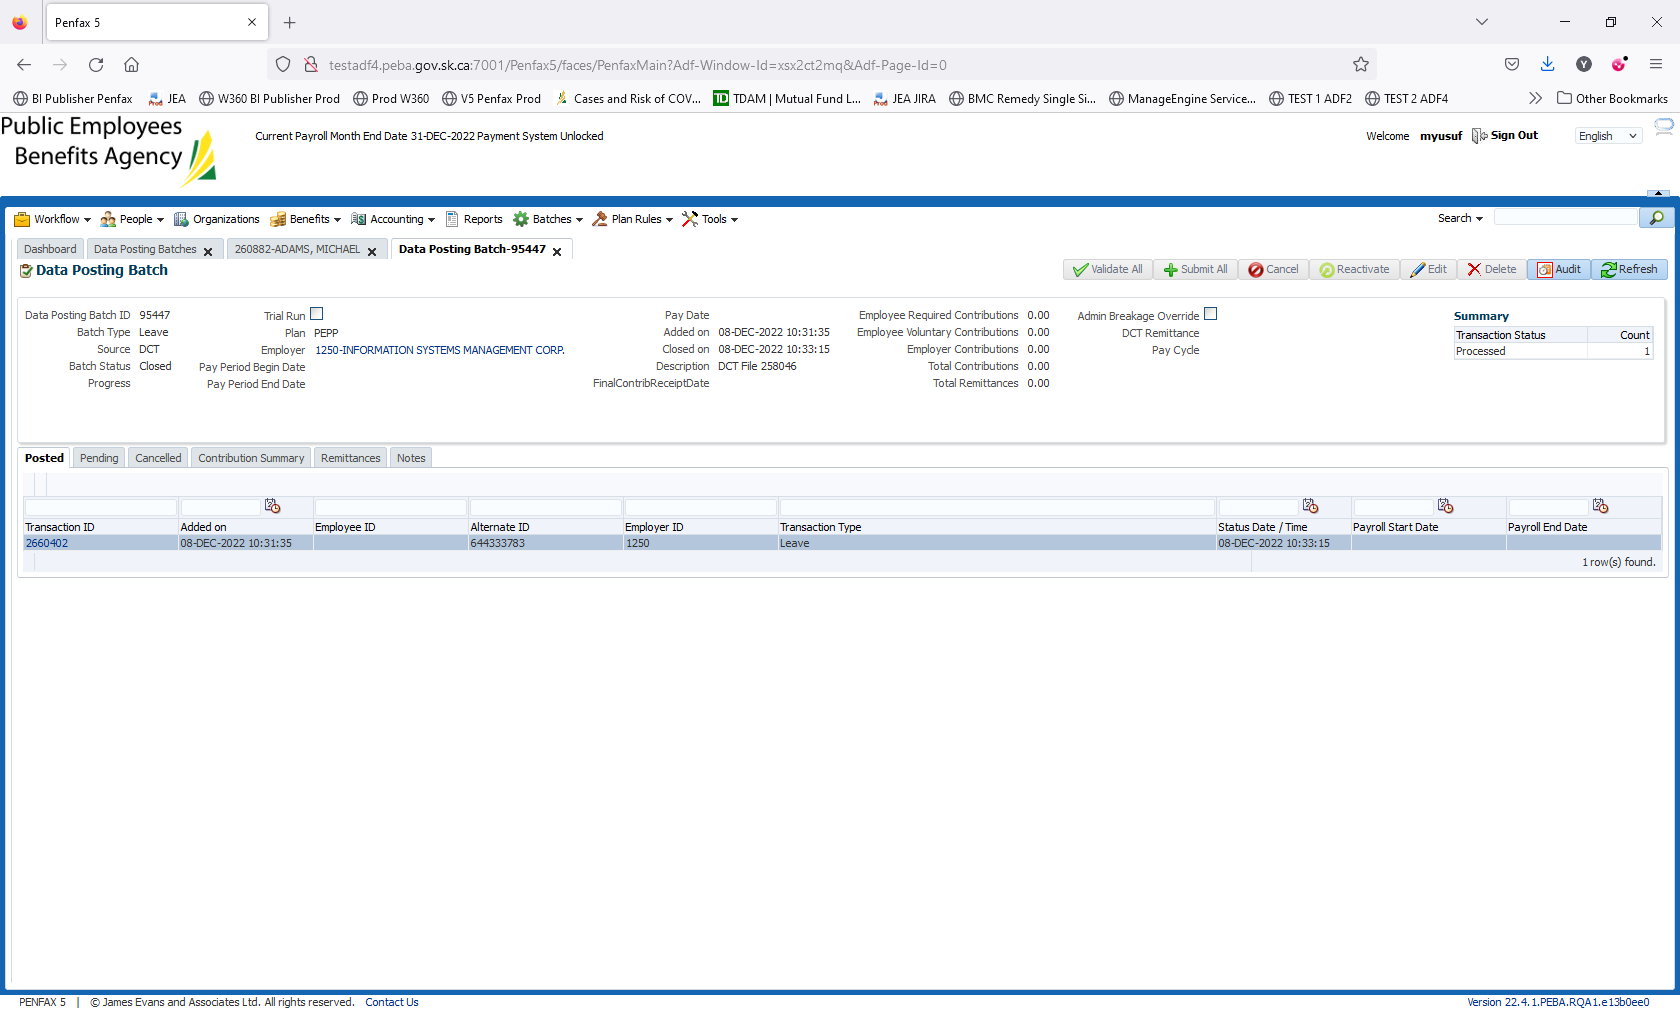 Penfax 5
testadf4.peba.gov.sk.ca:7001/Penfax5/faces/PenfaxMain?Adf-Window-Id=xsx2ct2mq&Adf-Page-Id=0
BI Publisher Penfax JEA W360 BI Publisher Prod Prod W360 V5 Penfax Prod Cases and Risk of COV... TD TDAM | Mutual Fund L... JEA JIRA BMC Remedy Single Si... ManageEngine Service... TEST 1 ADF2 TEST 2 ADF4 Other Bookmarks
Public Employees
Benefits Agency
Current Payroll Month End Date 31-DEC-2022 Payment System Unlocked
Welcome myusuf Sign Out English
Workflow People Organizations Benefits Accounting Reports Batches Plan Rules Tools Search
Dashboard Data Posting Batches 260882-ADAMS, MICHAEL Data Posting Batch-95447
Data Posting Batch
Validate All Submit All Cancel Reactivate Edit Delete Audit Refresh
Data Posting Batch ID 95447
Batch Type Leave
Source DCT
Batch Status Closed
Progress
Trial Run
Plan PEPP
Employer 1250-INFORMATION SYSTEMS MANAGEMENT CORP.
Pay Period Begin Date
Pay Period End Date
Pay Date
Added on 08-DEC-2022 10:31:35
Closed on 08-DEC-2022 10:33:15
Description DCT File 258046
FinalContribReceiptDate
Employee Required Contributions 0.00
Employee Voluntary Contributions 0.00
Employer Contributions 0.00
Total Contributions 0.00
Total Remittances 0.00
Admin Breakage Override
DCT Remittance
Pay Cycle
Summary
Transaction Status Count
Processed 1
Posted Pending Cancelled Contribution Summary Remittances Notes
Transaction ID Added on Employee ID Alternate ID Employer ID Transaction Type Status Date / Time Payroll Start Date Payroll End Date
2660402 08-DEC-2022 10:31:35 644333783 1250 Leave 08-DEC-2022 10:33:15
1 row(s) found.
PENFAX 5 | © James Evans and Associates Ltd. All rights reserved. Contact Us
Version 22.4.1.PEBA.RQA1.e13b0ee0